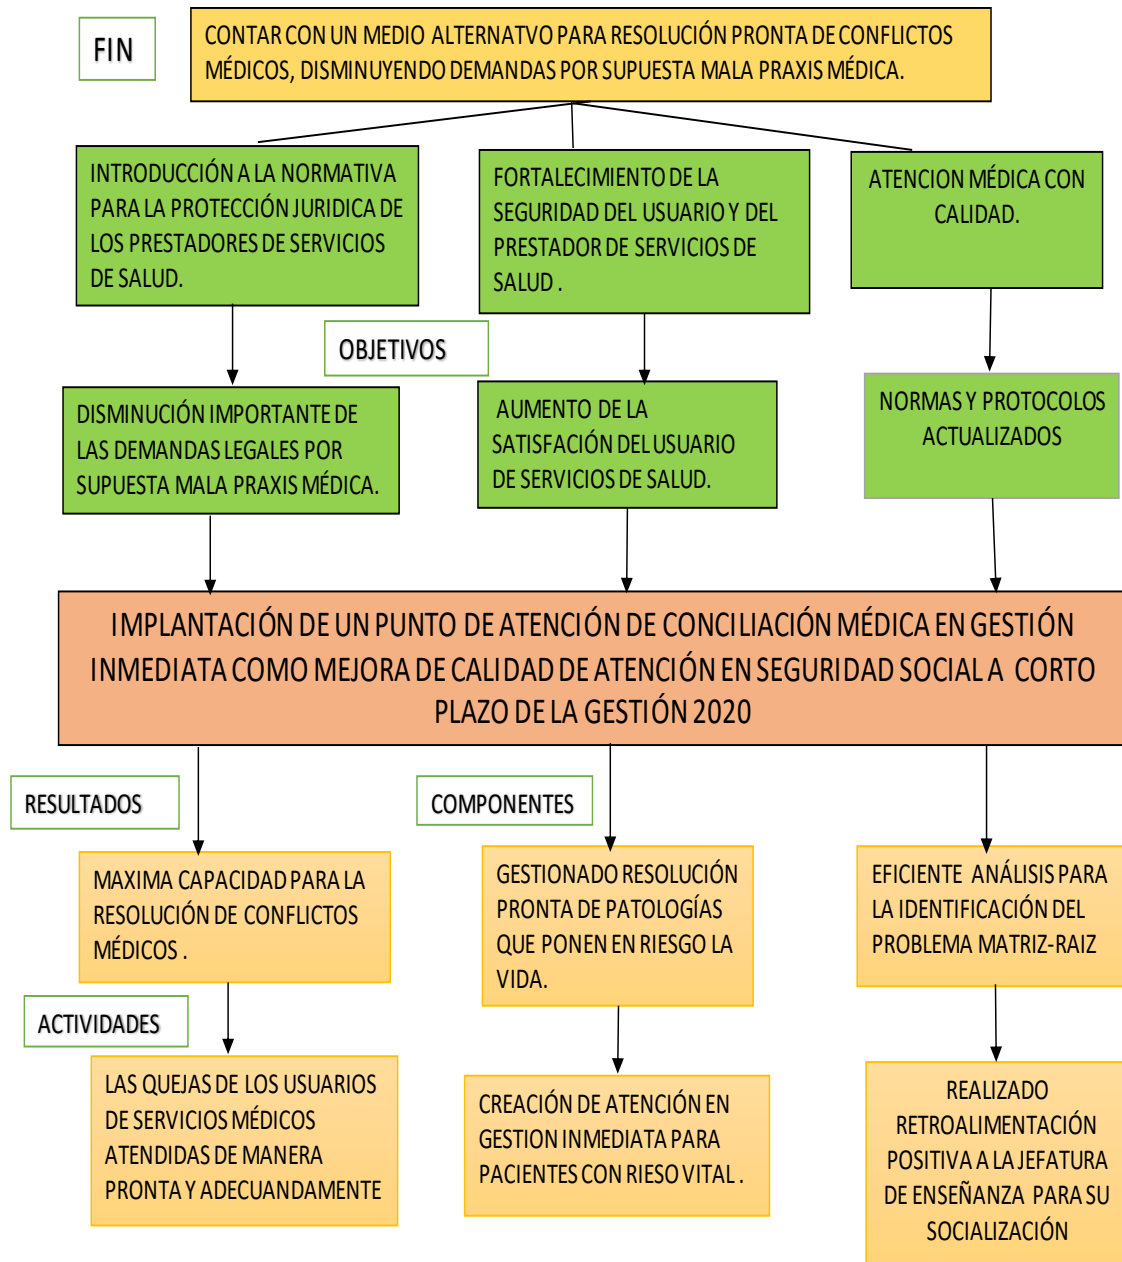 FIN
CONTAR CON UN MEDIO ALTERNATVO PARA RESOLUCIÓN PRONTA DE CONFLICTOS
MÉDICOS, DISMINUYENDO DEMANDAS POR SUPUESTA MALA PRAXIS MÉDICA.
INTRODUCCIÓN A LA NORMATIVA
PARA LA PROTECCIÓN JURIDICA DE
LOS PRESTADORES DE SERVICIOS
DE SALUD.
FORTALECIMIENTO DE LA
SEGURIDAD DEL USUARIO Y DEL
PRESTADOR DE SERVICIOS DE
SALUD .
ATENCION MÉDICA CON
CALIDAD.
OBJETIVOS
DISMINUCIÓN IMPORTANTE DE
LAS DEMANDAS LEGALES POR
SUPUESTA MALA PRAXIS MÉDICA.
AUMENTO DE LA
SATISFACCIÓN DEL USUARIO
DE SERVICIOS DE SALUD.
NORMAS Y PROTOCOLOS
ACTUALIZADOS
IMPLANTACIÓN DE UN PUNTO DE ATENCIÓN DE CONCILIACIÓN MÉDICA EN GESTIÓN
INMEDIATA COMO MEJORA DE CALIDAD DE ATENCIÓN EN SEGURIDAD SOCIAL A CORTO
PLAZO DE LA GESTIÓN 2020
RESULTADOS
COMPONENTES
MAXIMA CAPACIDAD PARA LA
RESOLUCIÓN DE CONFLICTOS
MÉDICOS .
GESTIONADO RESOLUCIÓN
PRONTA DE PATOLOGÍAS
QUE PONEN EN RIESGO LA
VIDA.
EFICIENTE ANÁLISIS PARA
LA IDENTIFICACIÓN DEL
PROBLEMA MATRIZ-RAIZ
ACTIVIDADES
LAS QUEJAS DE LOS USUARIOS
DE SERVICIOS MÉDICOS
ATENDIDAS DE MANERA
PRONTA Y ADECUANDAMENTE
CREACIÓN DE ATENCIÓN EN
GESTION INMEDIATA PARA
PACIENTES CON RIESO VITAL .
REALIZADO
RETROALIMENTACIÓN
POSITIVA A LA JEFATURA
DE ENSEÑANZA PARA SU
SOCIALIZACIÓN